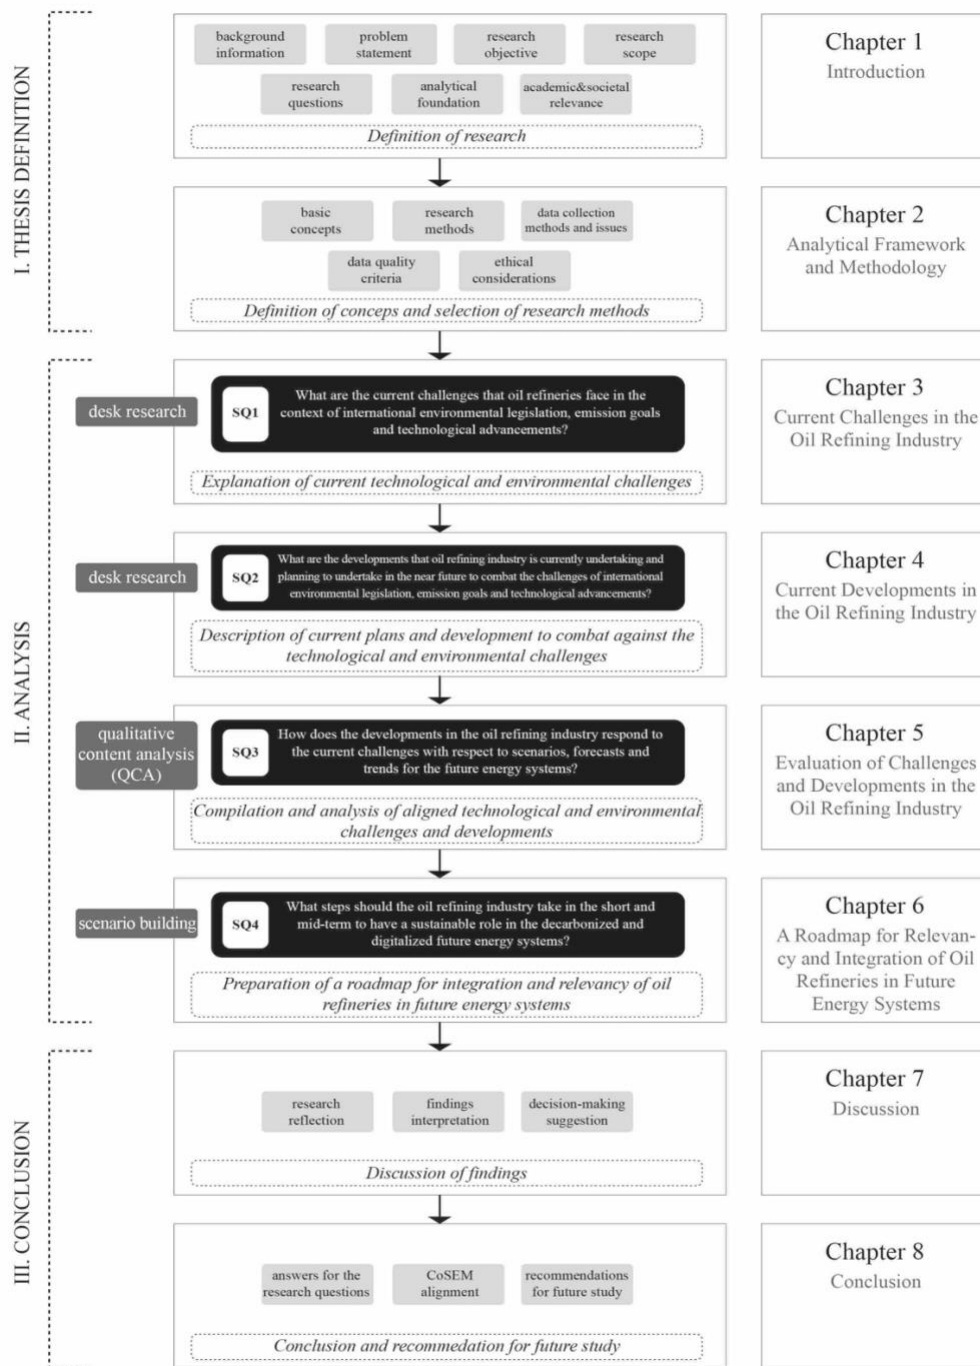 I. THESIS DEFINITION
background
information
problem
statement
research
objective
research
scope
research
questions
analytical
foundation
academic&societal
relevance
Definition of research
Chapter 1
Introduction
basic
concepts
research
methods
data collection
methods and issues
data quality
criteria
ethical
considerations
Definition of conceps and selection of research methods
Chapter 2
Analytical Framework
and Methodology
II. ANALYSIS
desk research
SQ1
What are the current challenges that oil refineries face in the
context of international environmental legislation, emission goals
and technological advancements?
Explanation of current technological and environmental challenges
Chapter 3
Current Challenges in the
Oil Refining Industry
desk research
SQ2
What are the developments that oil refining industry is currently undertaking and
planning to undertake in the near future to combat the challenges of international
environmental legislation, emission goals and technological advancements?
Description of current plans and development to combat against the
technological and environmental challenges
Chapter 4
Current Developments in
the Oil Refining Industry
qualitative
content analysis
(QCA)
SQ3
How does the developments in the oil refining industry respond to
the current challenges with respect to scenarios, forecasts and
trends for the future energy systems?
Compilation and analysis of aligned technological and environmental
challenges and developments
Chapter 5
Evaluation of Challenges
and Developments in the
Oil Refining Industry
scenario building
SQ4
What steps should the oil refining industry take in the short and
mid-term to have a sustainable role in the decarbonized and
digitalized future energy systems?
Preparation of a roadmap for integration and relevancy of oil
refineries in future energy systems
Chapter 6
A Roadmap for Relevan-
cy and Integration of Oil
Refineries in Future
Energy Systems
III. CONCLUSION
research
reflection
findings
interpretation
decision-making
suggestion
Discussion of findings
Chapter 7
Discussion
answers for the
research questions
CoSEM
alignment
recommendations
for future study
Conclusion and recommedation for future study
Chapter 8
Conclusion